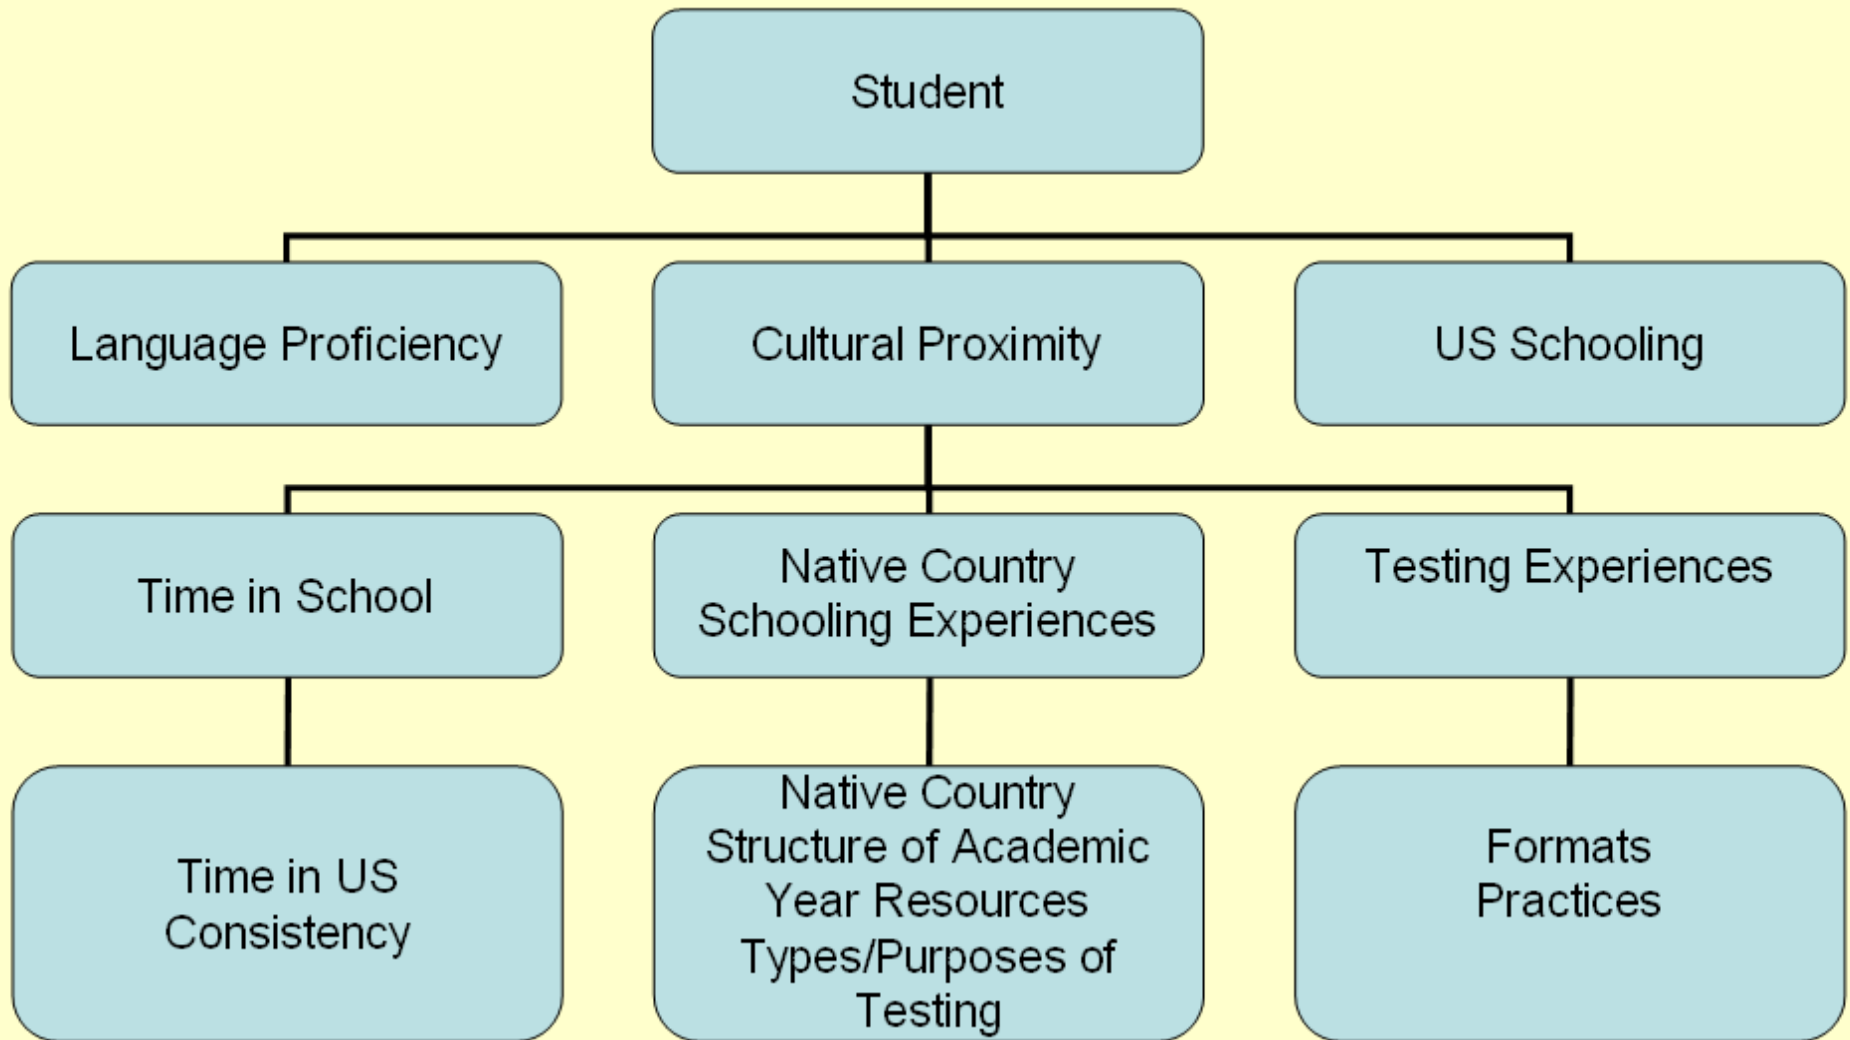 Student
Language Proficiency
Cultural Proximity
US Schooling
Time in School
Native Country
Schooling Experiences
Testing Experiences
Time in US
Consistency
Native Country
Structure of Academic
Year Resources
Types/Purposes of
Testing
Formats
Practices